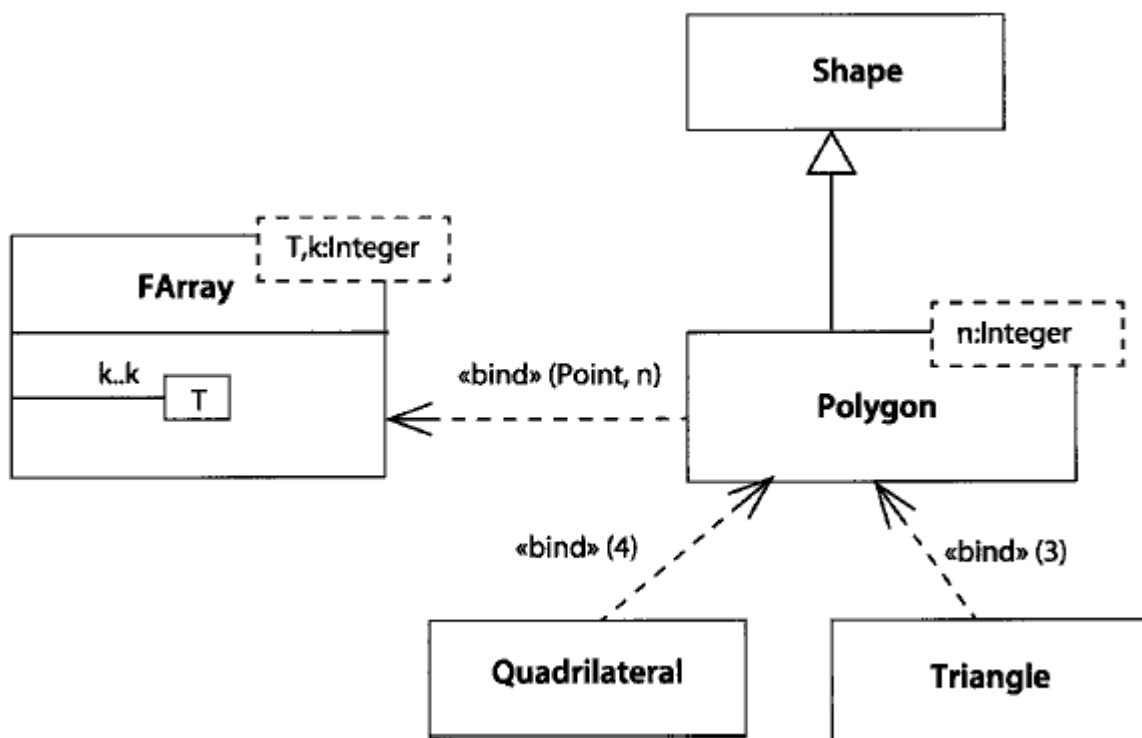 Shape
T,k:Integer
FArray
n:Integer
k..k
«bind» (Point, n)
T
Polygon
«bind» (4)
«bind» (3)
Quadrilateral
Triangle